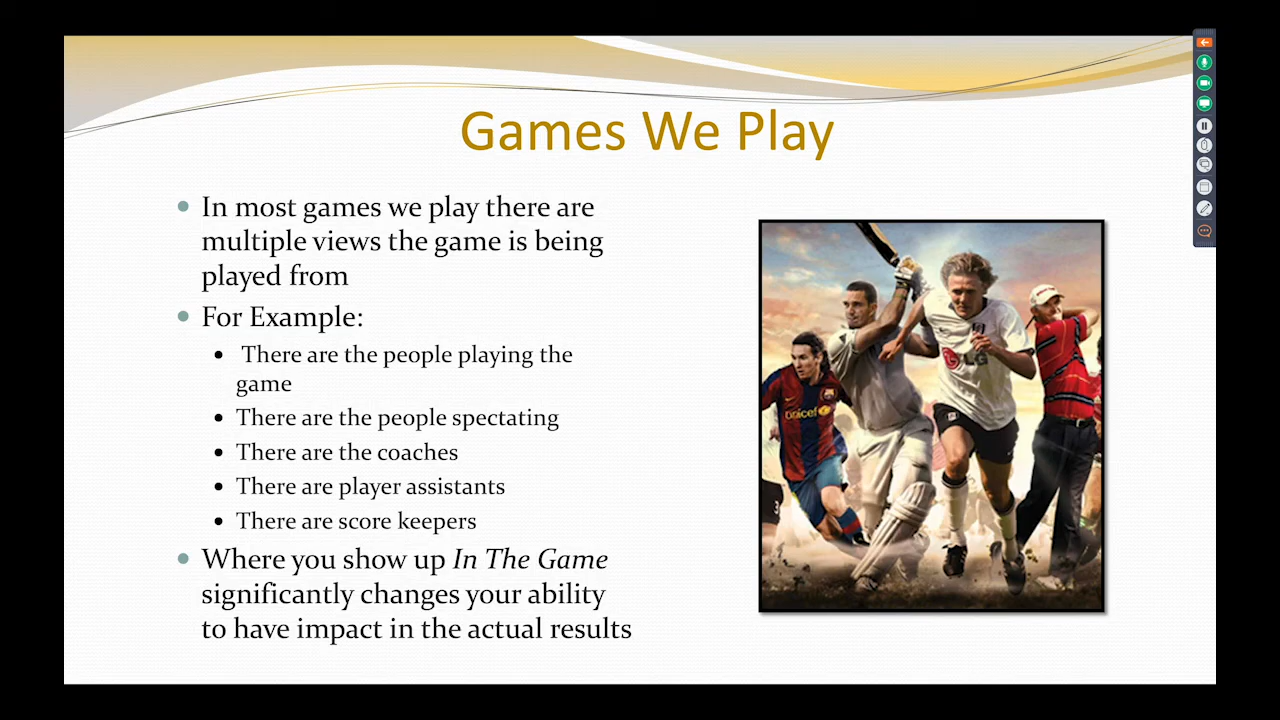 Games We Play
In most games we play there are
multiple views the game is being
played from
For Example:
There are the people playing the
game
There are the people spectating
There are the coaches
There are player assistants
There are score keepers
Where you show up In The Game
significantly changes your ability
to have impact in the actual results
unicef
LG